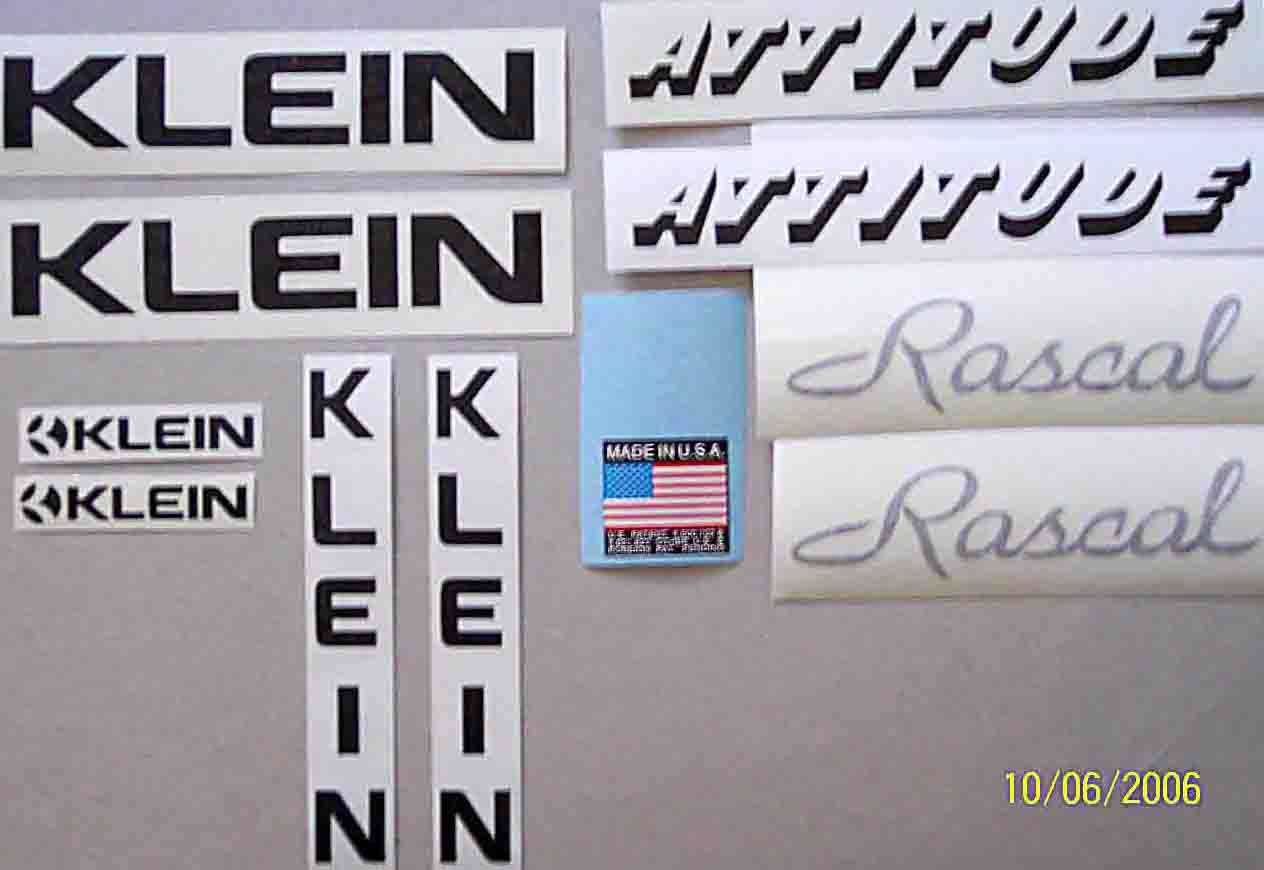 KLEIN
KLEIN
KLEIN
KLEIN
KLEIN
KLEIN
ATTITUDE
ATTITUDE
MADE IN U.S.A.
Rascal
Rascal
10/06/2006